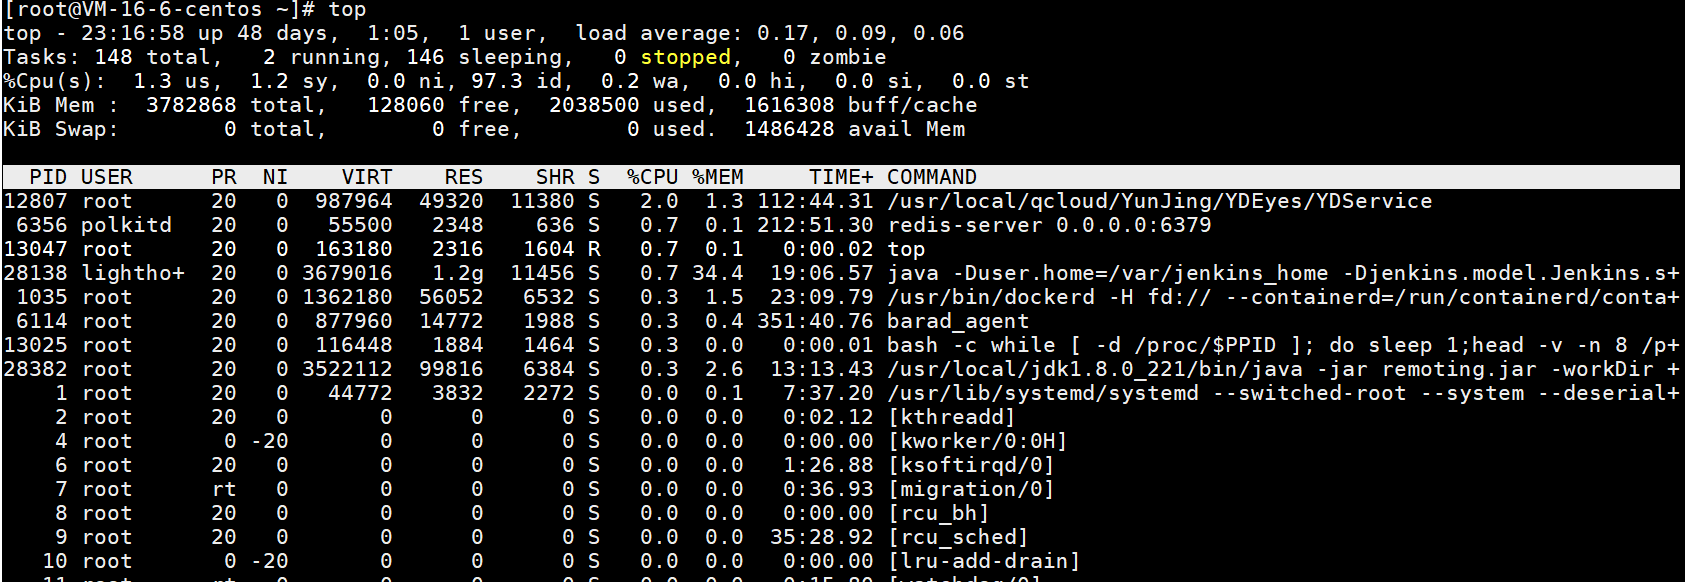 [root@VM-16-6-centos ~]# top
top - 23:16:58 up 48 days,  1:05,  1 user,  load average: 0.17, 0.09, 0.06
Tasks: 148 total,   2 running, 146 sleeping,   0 stopped,   0 zombie
%Cpu(s):  1.3 us,  1.2 sy,  0.0 ni, 97.3 id,  0.2 wa,  0.0 hi,  0.0 si,  0.0 st
KiB Mem :  3782868 total,   128060 free,  2038500 used,  1616308 buff/cache
KiB Swap:        0 total,        0 free,        0 used.  1486428 avail Mem
  PID USER      PR  NI    VIRT    RES    SHR S  %CPU %MEM     TIME+ COMMAND
12807 root      20   0  987964  49320  11380 S   2.0  1.3 112:44.31 /usr/local/qcloud/YunJing/YDEyes/YDService
 6356 polkitd   20   0   55500   2348    636 S   0.7  0.1 212:51.30 redis-server 0.0.0.0:6379
13047 root      20   0  163180   2316   1604 R   0.7  0.1   0:00.02 top
28138 lightho+  20   0 3679016   1.2g  11456 S   0.7 34.4  19:06.57 java -Duser.home=/var/jenkins_home -Djenkins.model.Jenkins.s+
 1035 root      20   0 1362180  56052   6532 S   0.3  1.5  23:09.79 /usr/bin/dockerd -H fd:// --containerd=/run/containerd/conta+
 6114 root      20   0  877960  14772   1988 S   0.3  0.4 351:40.76 barad_agent
13025 root      20   0  116448   1884   1464 S   0.3  0.0   0:00.01 bash -c while [ -d /proc/$PPID ]; do sleep 1;head -v -n 8 /p+
28382 root      20   0 3522112  99816   6384 S   0.3  2.6  13:13.43 /usr/local/jdk1.8.0_221/bin/java -jar remoting.jar -workDir +
    1 root      20   0   44772   3832   2272 S   0.0  0.1   7:37.20 /usr/lib/systemd/systemd --switched-root --system --deserial+
    2 root      20   0       0      0      0 S   0.0  0.0   0:02.12 [kthreadd]
    4 root       0 -20       0      0      0 S   0.0  0.0   0:00.00 [kworker/0:0H]
    6 root      20   0       0      0      0 S   0.0  0.0   1:26.88 [ksoftirqd/0]
    7 root      rt   0       0      0      0 S   0.0  0.0   0:36.93 [migration/0]
    8 root      20   0       0      0      0 S   0.0  0.0   0:00.00 [rcu_bh]
    9 root      20   0       0      0      0 S   0.0  0.0  35:28.92 [rcu_sched]
   10 root       0 -20       0      0      0 S   0.0  0.0   0:00.00 [lru-add-drain]